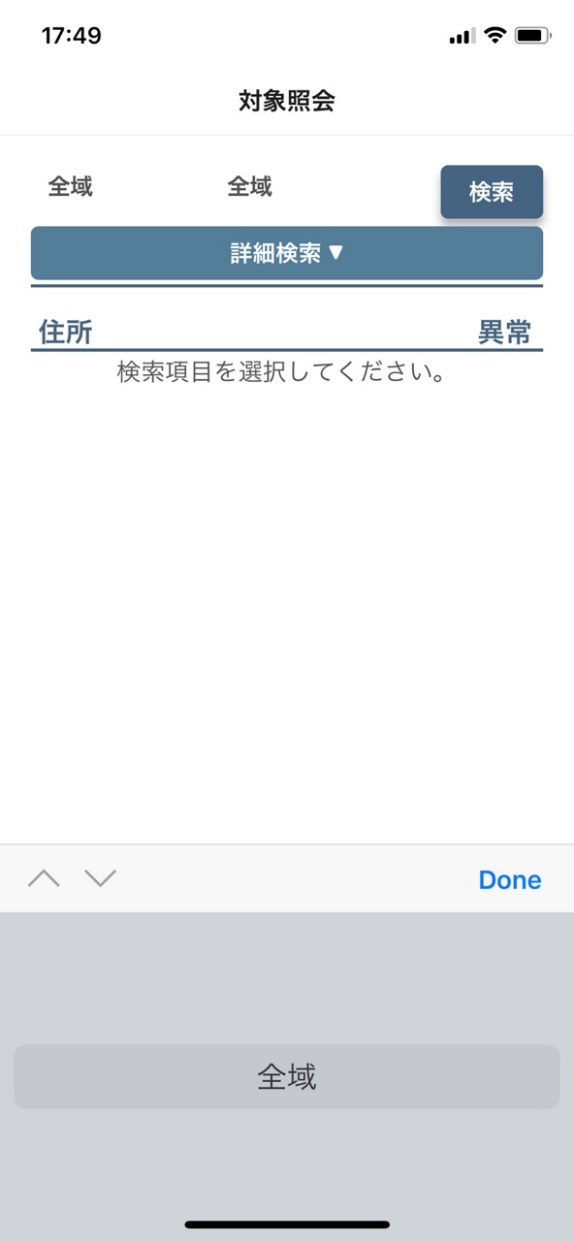 17:49
対象照会
全域 全域 検索
詳細検索 ▼
住所 異常
検索項目を選択してください。
Done
全域